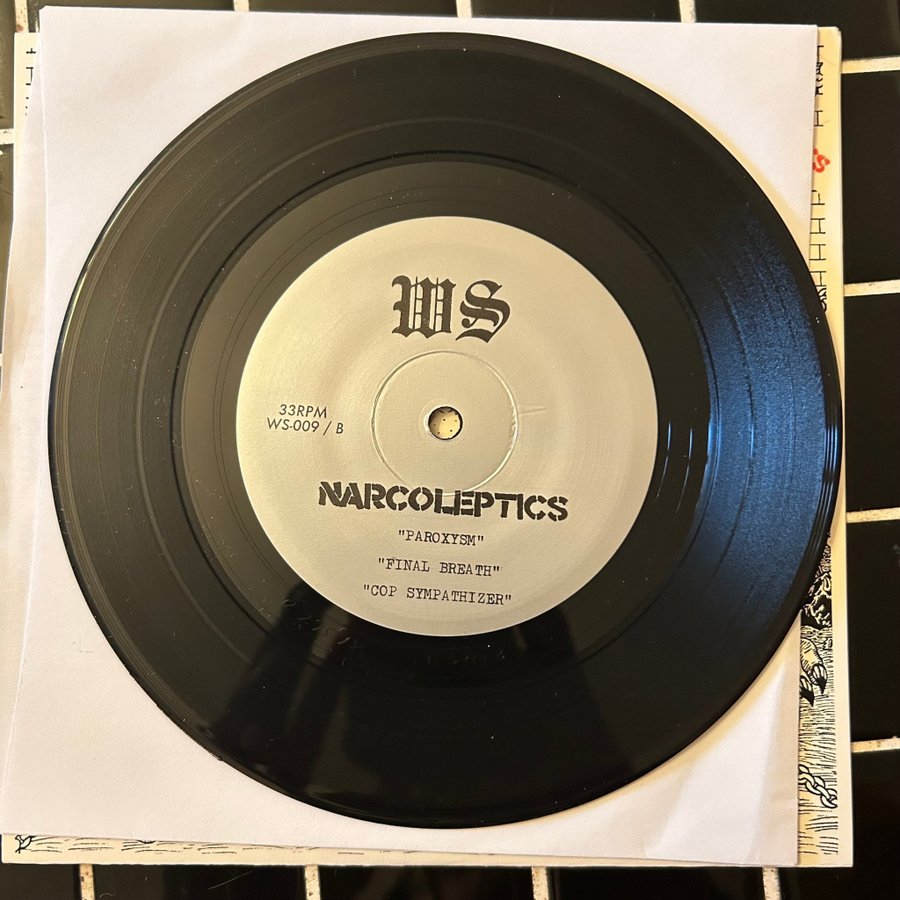 WS
33RPM
WS-009 / B
NARCOLEPTICS
"PAROXYSM"
"FINAL BREATH"
"COP SYMPATHIZER"